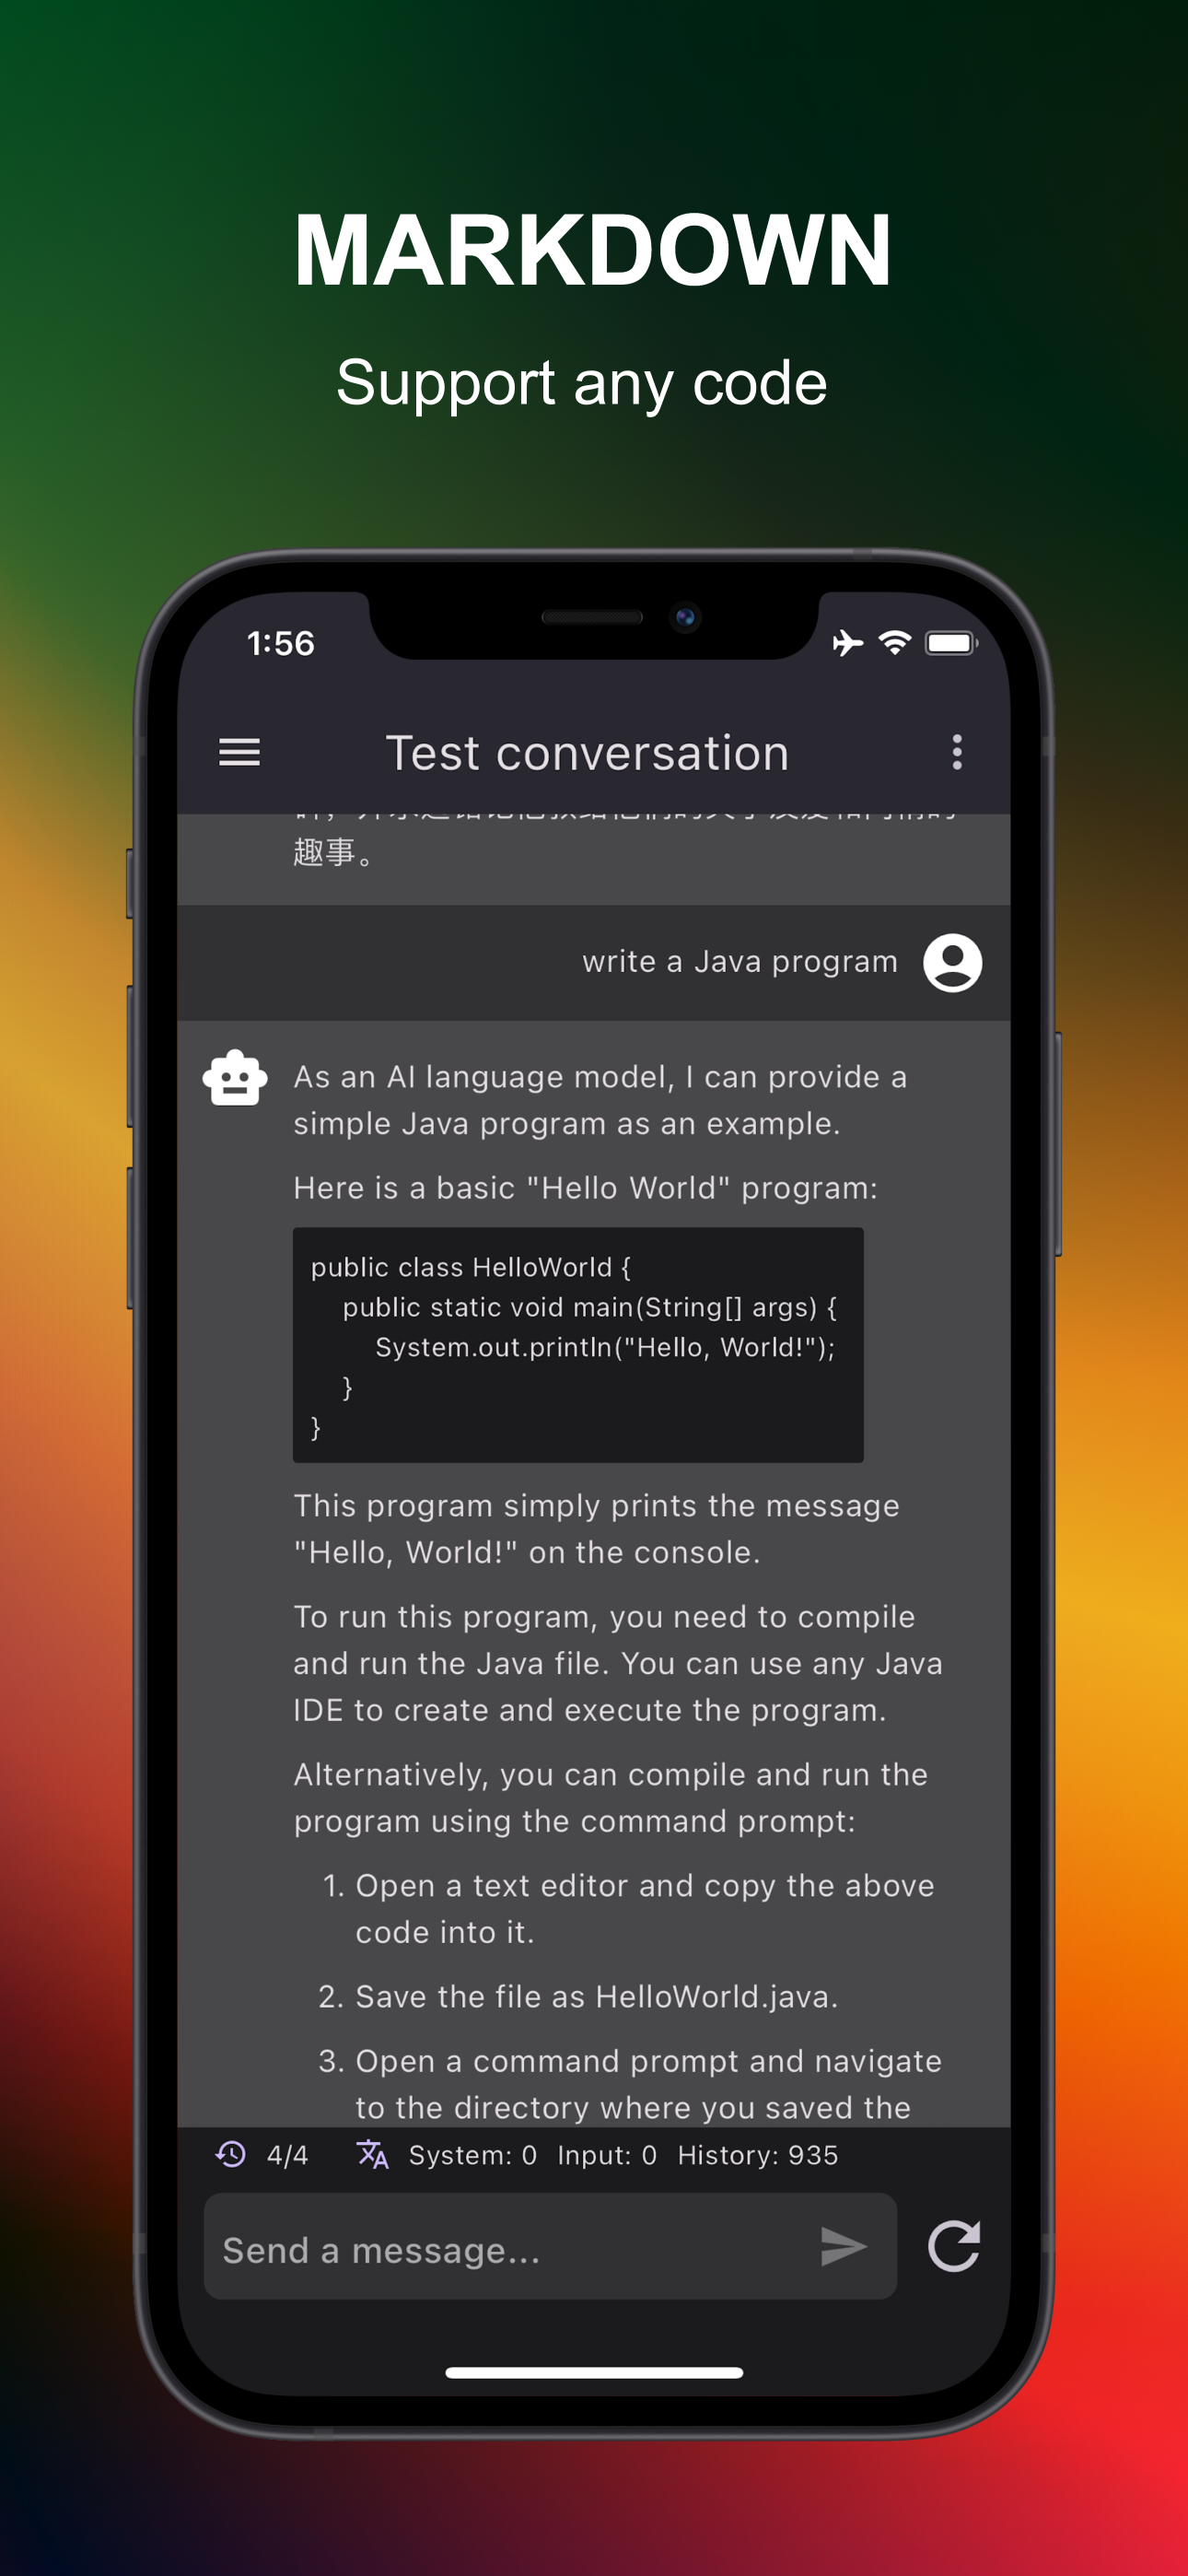 MARKDOWN
Support any code
1:56
Test conversation
趣事。
write a Java program
As an AI language model, I can provide a
simple Java program as an example.
Here is a basic "Hello World" program:
public class HelloWorld {
public static void main(String[] args) {
System.out.println("Hello, World!");
}
}
This program simply prints the message
"Hello, World!" on the console.
To run this program, you need to compile
and run the Java file. You can use any Java
IDE to create and execute the program.
Alternatively, you can compile and run the
program using the command prompt:
1. Open a text editor and copy the above
code into it.
2. Save the file as HelloWorld.java.
3. Open a command prompt and navigate
to the directory where you saved the
4/4 System: 0 Input: 0 History: 935
Send a message...